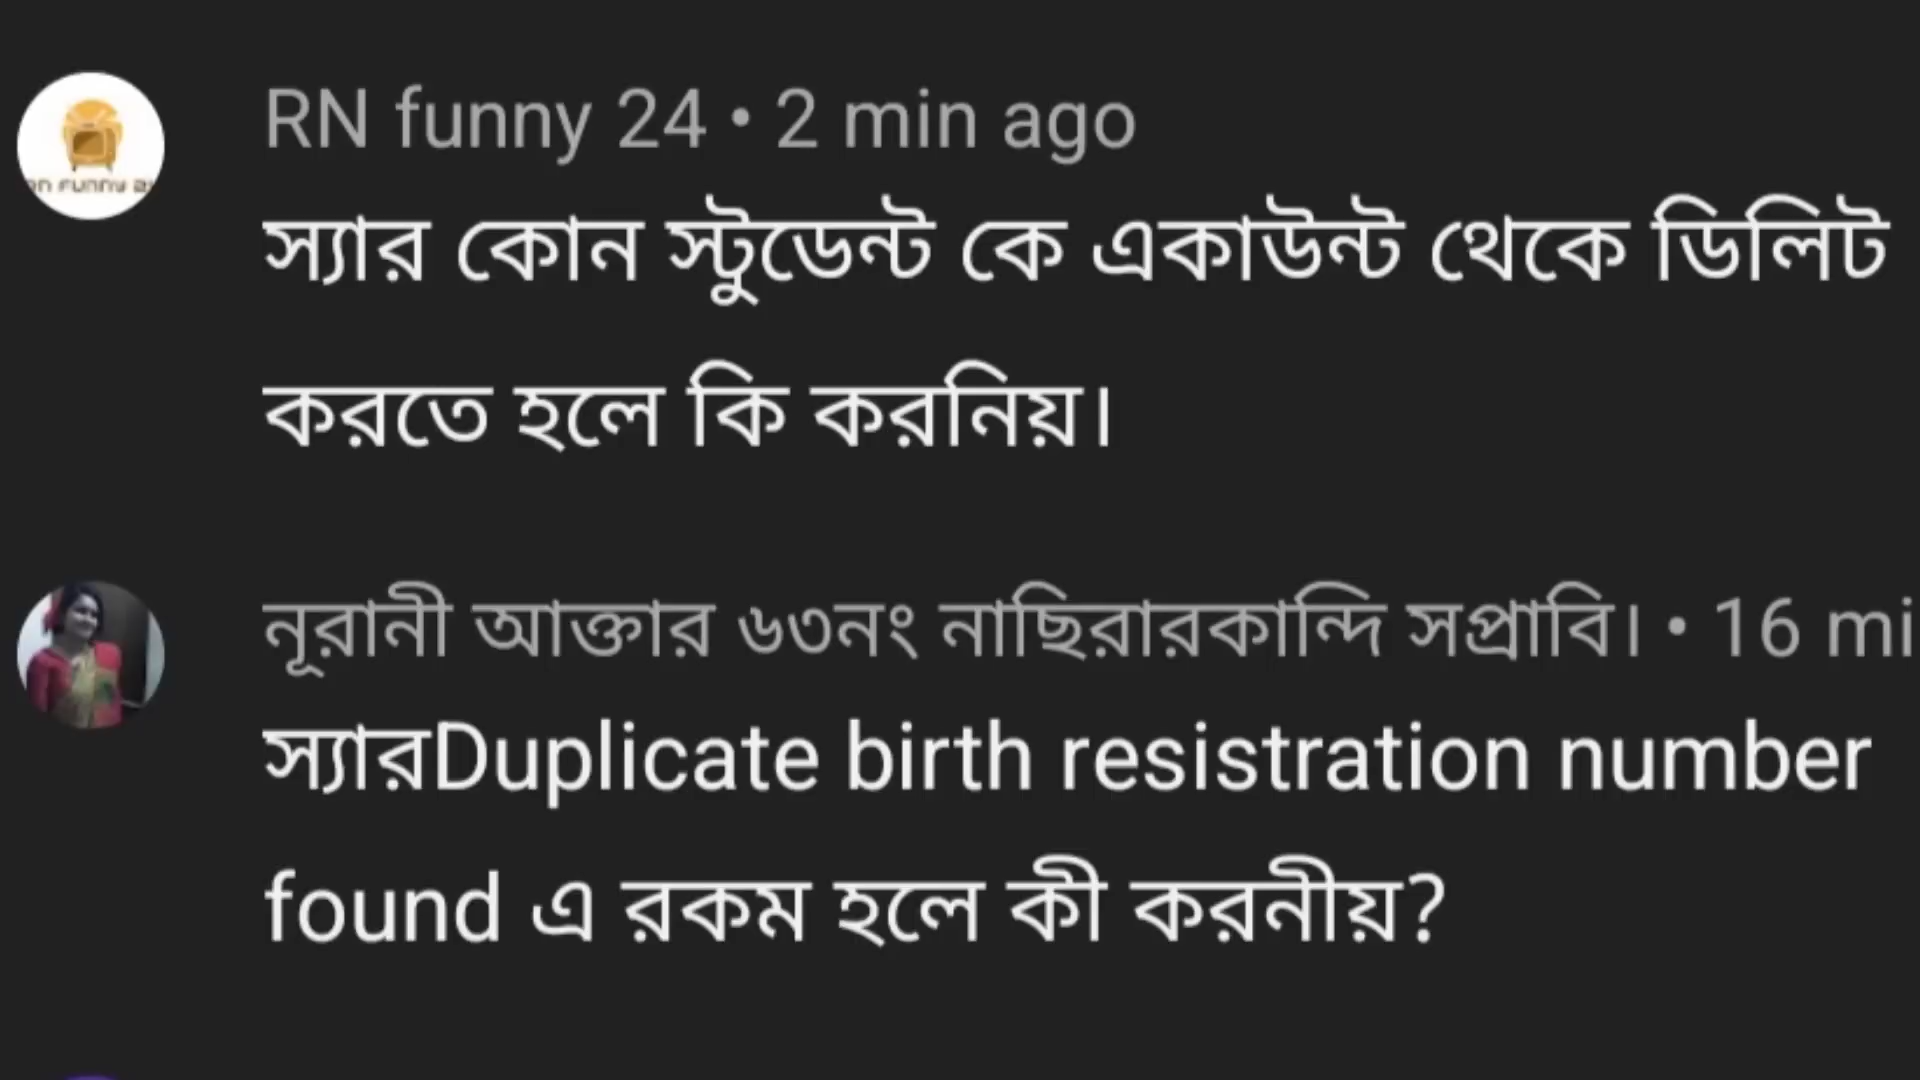 RN funny 24 • 2 min ago
স্যার কোন স্টুডেন্ট কে একাউন্ট থেকে ডিলিট
করতে হলে কি করনিয়।
নূরানী আক্তার ৬৩নং নাছিরারকান্দি সপ্রাবি। • 16 mi
স্যারDuplicate birth resistration number
found এ রকম হলে কী করনীয়?